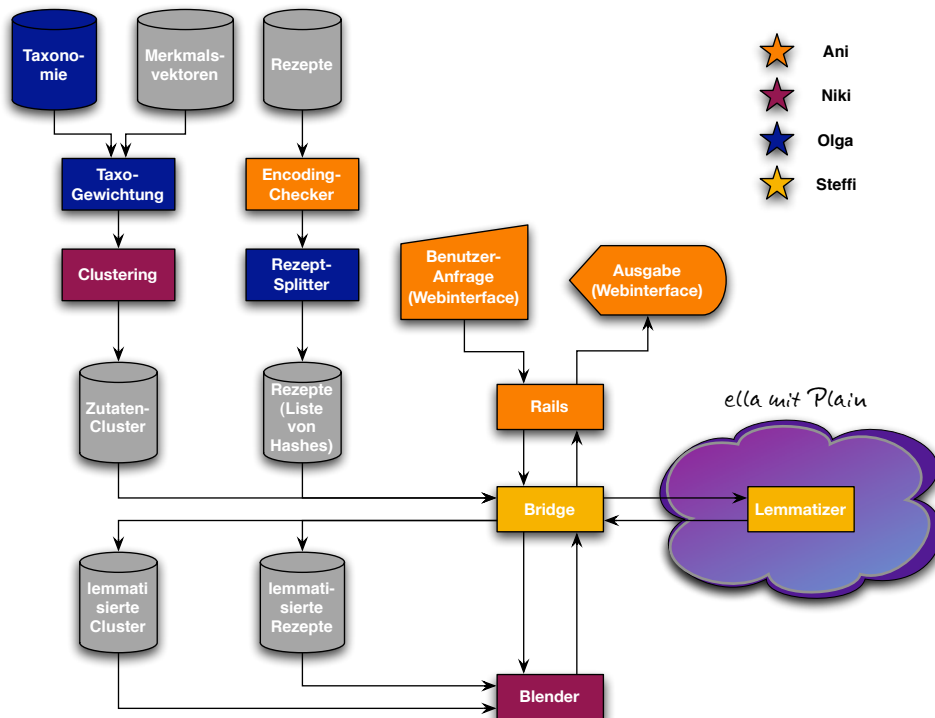 Taxono-
mie
Merkmals-
vektoren
Rezepte
Ani
Niki
Olga
Steffi
Taxo-
Gewichtung
Encoding-
Checker
Clustering
Rezept-
Splitter
Benutzer-
Anfrage
(Webinterface)
Ausgabe
(Webinterface)
Zutaten-
Cluster
Rezepte
(Liste
von
Hashes)
Rails
ella mit Plain
Bridge
Lemmatizer
lemmati
sierte
Cluster
lemmati-
sierte
Rezepte
Blender